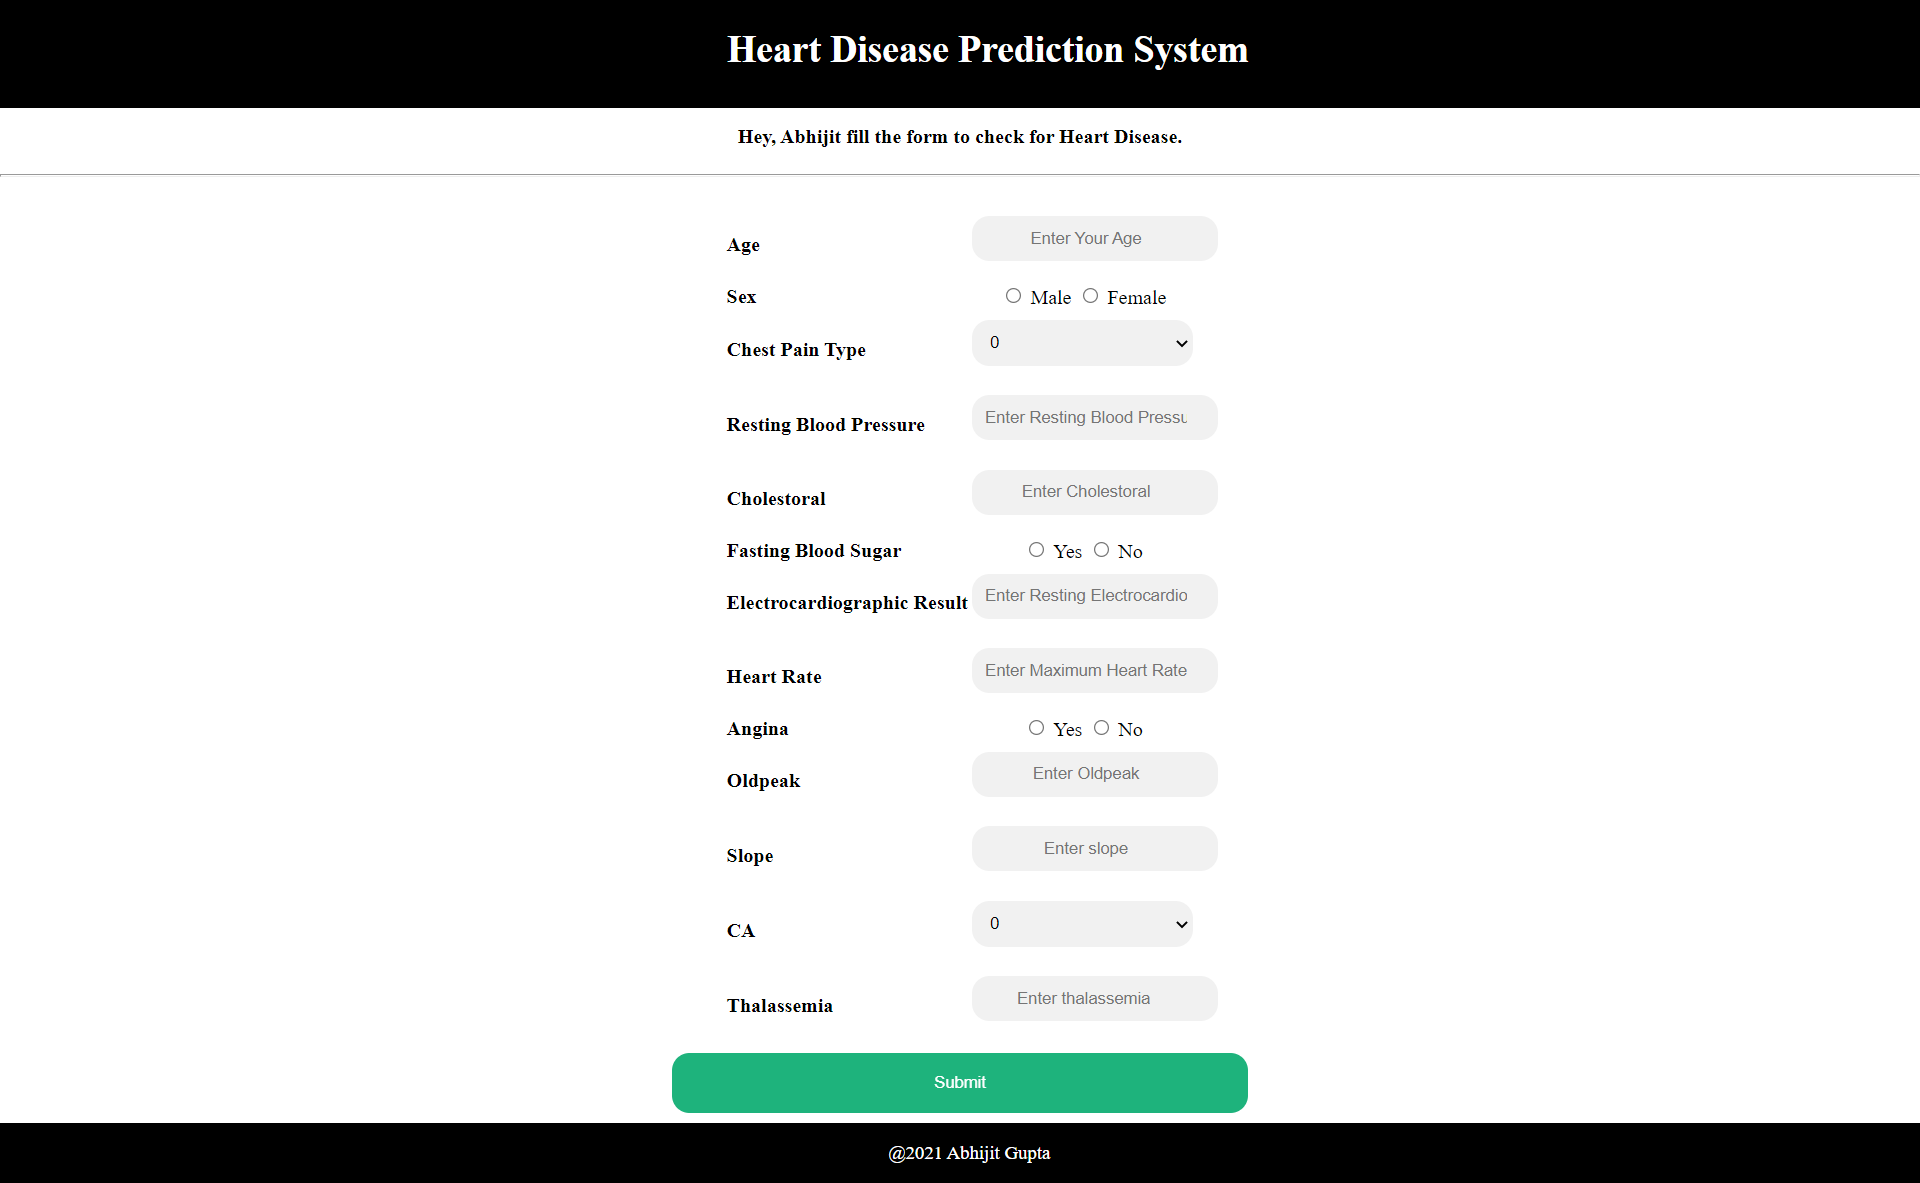 Heart Disease Prediction System
Hey, Abhijit fill the form to check for Heart Disease.
Age Enter Your Age
Sex Male Female
Chest Pain Type 0
Resting Blood Pressure Enter Resting Blood Pressu
Cholestoral Enter Cholestoral
Fasting Blood Sugar Yes No
Electrocardiographic Result Enter Resting Electrocardio
Heart Rate Enter Maximum Heart Rate
Angina Yes No
Oldpeak Enter Oldpeak
Slope Enter slope
CA 0
Thalassemia Enter thalassemia
Submit
@2021 Abhijit Gupta